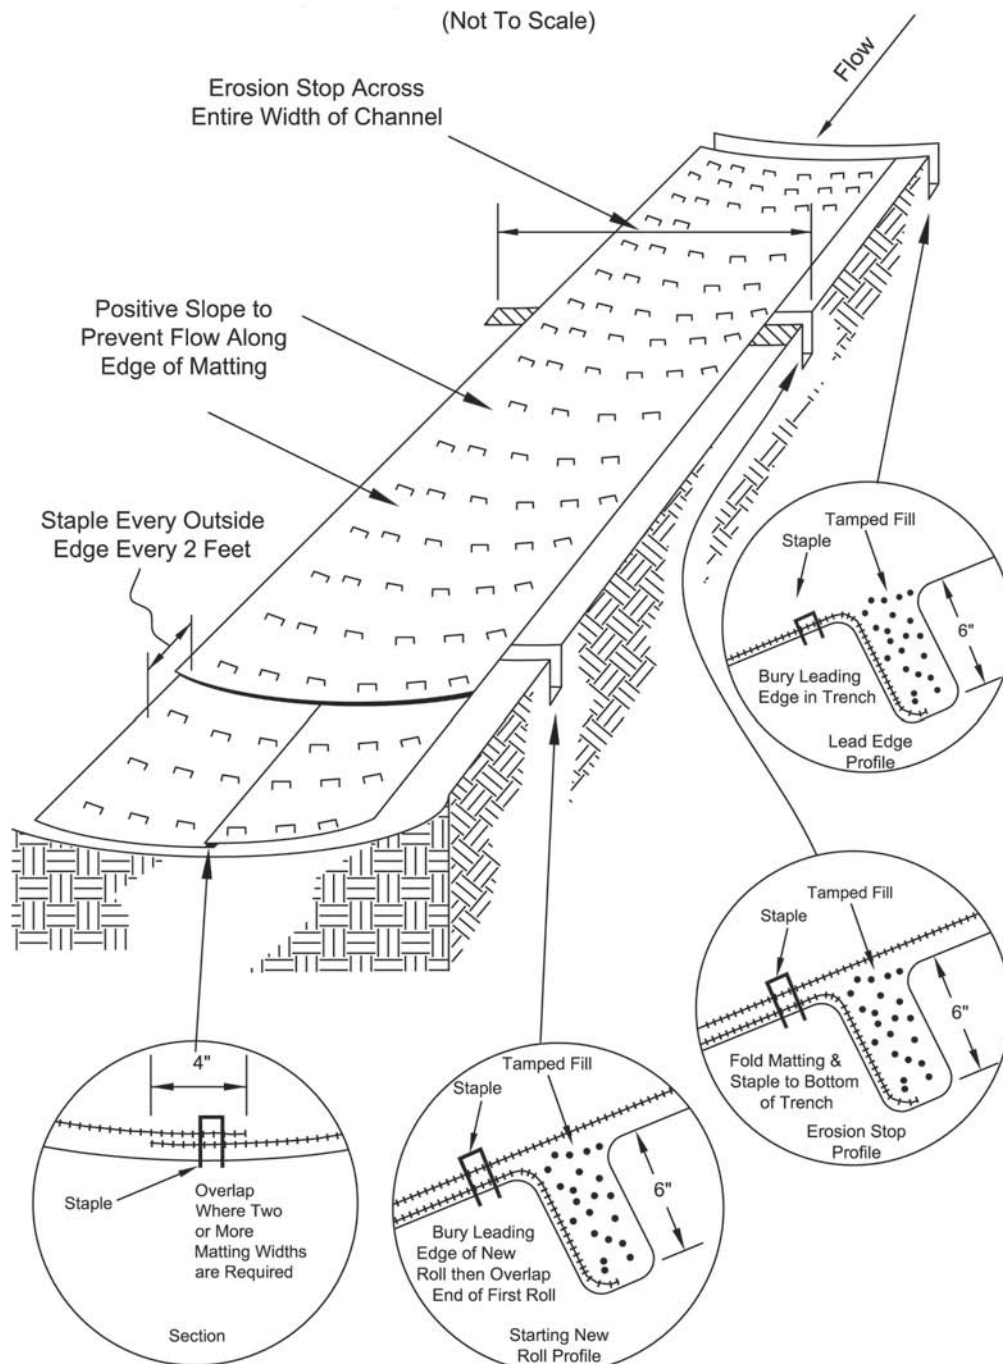 (Not To Scale)
Flow
Erosion Stop Across
Entire Width of Channel
Positive Slope to
Prevent Flow Along
Edge of Matting
Staple Every Outside
Edge Every 2 Feet
Tamped Fill
Staple
6"
Bury Leading
Edge in Trench
Lead Edge
Profile
Tamped Fill
Staple
6"
Fold Matting &
Staple to Bottom
of Trench
Erosion Stop
Profile
4"
Staple
Overlap
Where Two
or More
Matting Widths
are Required
Section
Tamped Fill
Staple
6"
Bury Leading
Edge of New
Roll then Overlap
End of First Roll
Starting New
Roll Profile